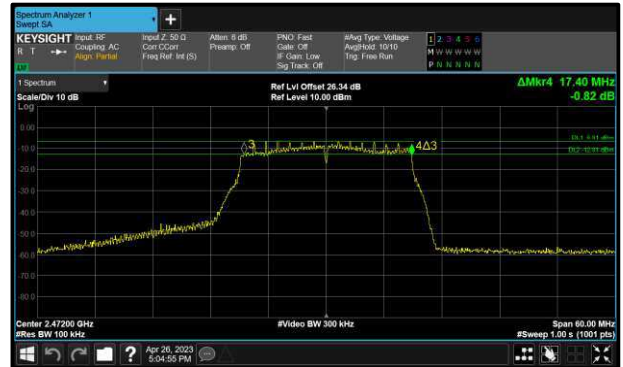 Spectrum Analyzer 1
Swept SA
+
KEYSIGHT Input: RF Input Z: 50 Ω Atten: 6 dB PNO: Fast #Avg Type: Voltage 1 2 3 4 5 6
R T Coupling: AC Corr CCorr Preamp: Off Gate: Off Avg|Hold: 10/10 M W W W W W
Align: Partial Freq Ref: Int (S) IF Gain: Low Trig: Free Run P N N N N N
Sig Track: Off
1 Spectrum Ref Lvl Offset 26.34 dB ΔMkr4 17.40 MHz
Scale/Div 10 dB Ref Level 10.00 dBm -0.82 dB
Log
0.00
-10.0
-20.0
-30.0
-40.0
-50.0
-60.0
-70.0
-80.0
3
4Δ3
Center 2.47200 GHz #Video BW 300 kHz Span 60.00 MHz
#Res BW 100 kHz #Sweep 1.00 s (1001 pts)
? Apr 26, 2023
5:04:55 PM